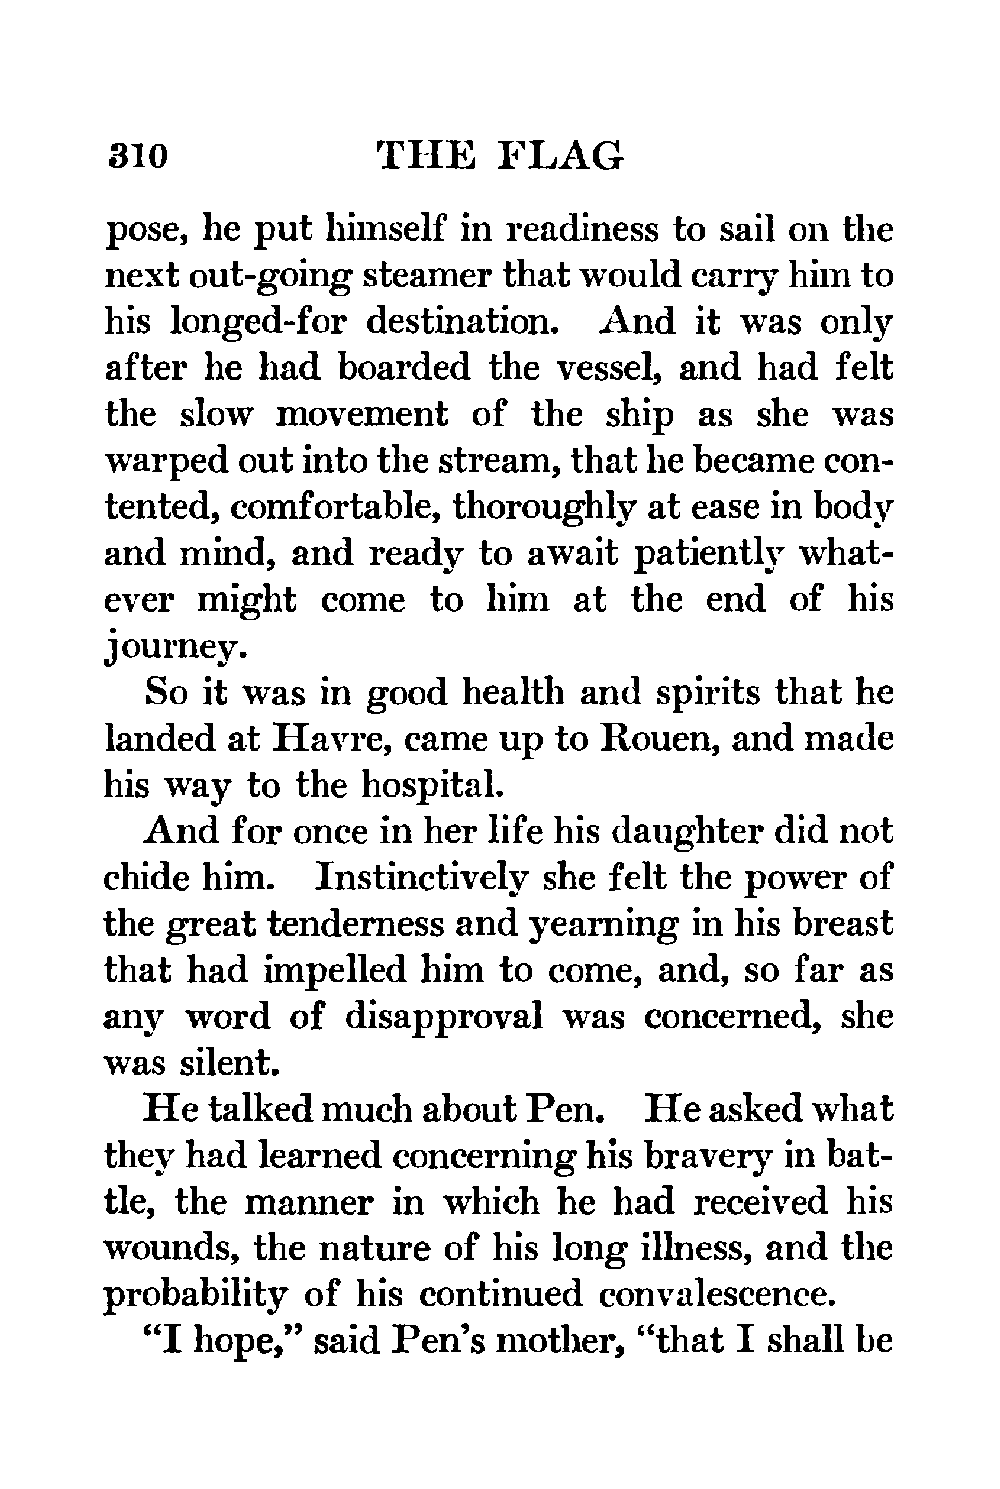 310 THE FLAG
pose, he put himself in readiness to sail on the
next out-going steamer that would carry him to
his longed-for destination. And it was only
after he had boarded the vessel, and had felt
the slow movement of the ship as she was
warped out into the stream, that he became con-
tented, comfortable, thoroughly at ease in body
and mind, and ready to await patiently what-
ever might come to him at the end of his
journey.
So it was in good health and spirits that he
landed at Havre, came up to Rouen, and made
his way to the hospital.
And for once in her life his daughter did not
chide him. Instinctively she felt the power of
the great tenderness and yearning in his breast
that had impelled him to come, and, so far as
any word of disapproval was concerned, she
was silent.
He talked much about Pen. He asked what
they had learned concerning his bravery in bat-
tle, the manner in which he had received his
wounds, the nature of his long illness, and the
probability of his continued convalescence.
“I hope,” said Pen’s mother, “that I shall be